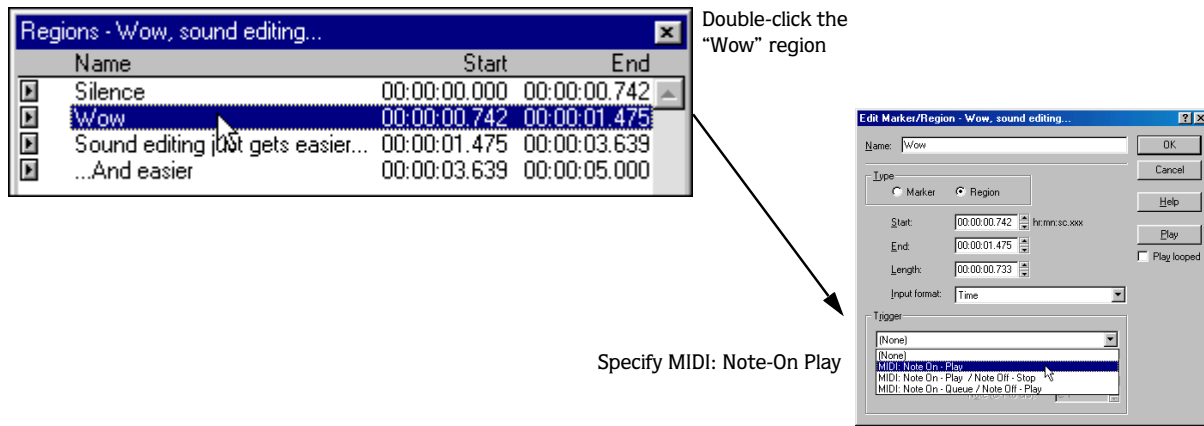 Regions - Wow, sound editing...
Name Start End
Silence 00:00:00.000 00:00:00.742
Wow 00:00:00.742 00:00:01.475
Sound editing just gets easier... 00:00:01.475 00:00:03.639
...And easier 00:00:03.639 00:00:05.000
Double-click the
“Wow” region
Edit Marker/Region - Wow, sound editing...
Name: Wow
OK
Cancel
Type
Marker Region
Help
Start: 00:00:00.742 hr:mn:sc.xxx
Play
End: 00:00:01.475
Play looped
Length: 00:00:00.733
Input format: Time
Trigger
(None)
(None)
MIDI: Note On - Play
MIDI: Note On - Play / Note Off - Stop
MIDI: Note On - Queue / Note Off - Play
Specify MIDI: Note-On Play